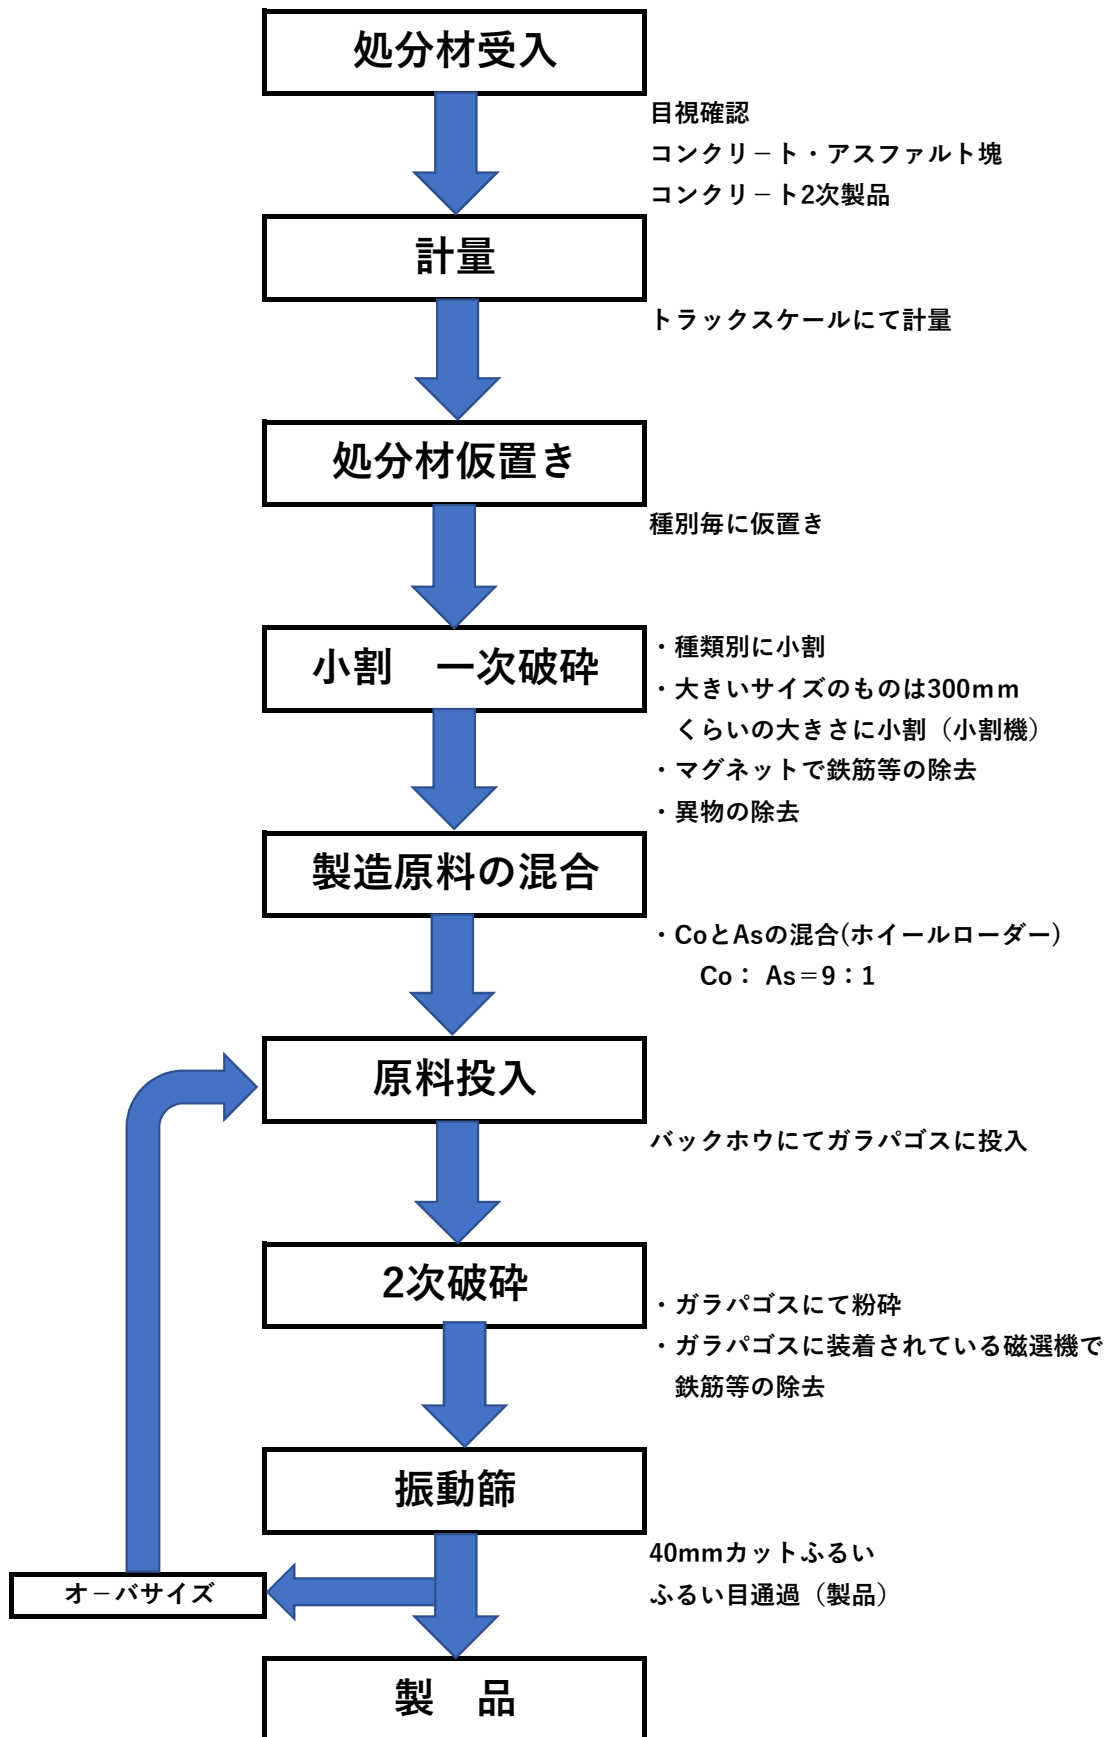 処分材受入
目視確認
コンクリ－ト・アスファルト塊
コンクリ－ト2次製品
計量
トラックスケールにて計量
処分材仮置き
種別毎に仮置き
小割　一次破砕
・種類別に小割
・大きいサイズのものは300ｍｍ
くらいの大きさに小割（小割機）
・マグネットで鉄筋等の除去
・異物の除去
製造原料の混合
・CoとAsの混合(ホイールローダー)
Co： As＝9：1
原料投入
バックホウにてガラパゴスに投入
2次破砕
・ガラパゴスにて粉砕
・ガラパゴスに装着されている磁選機で
鉄筋等の除去
振動篩
40mmカットふるい
ふるい目通過（製品）
オ－バサイズ
製　品